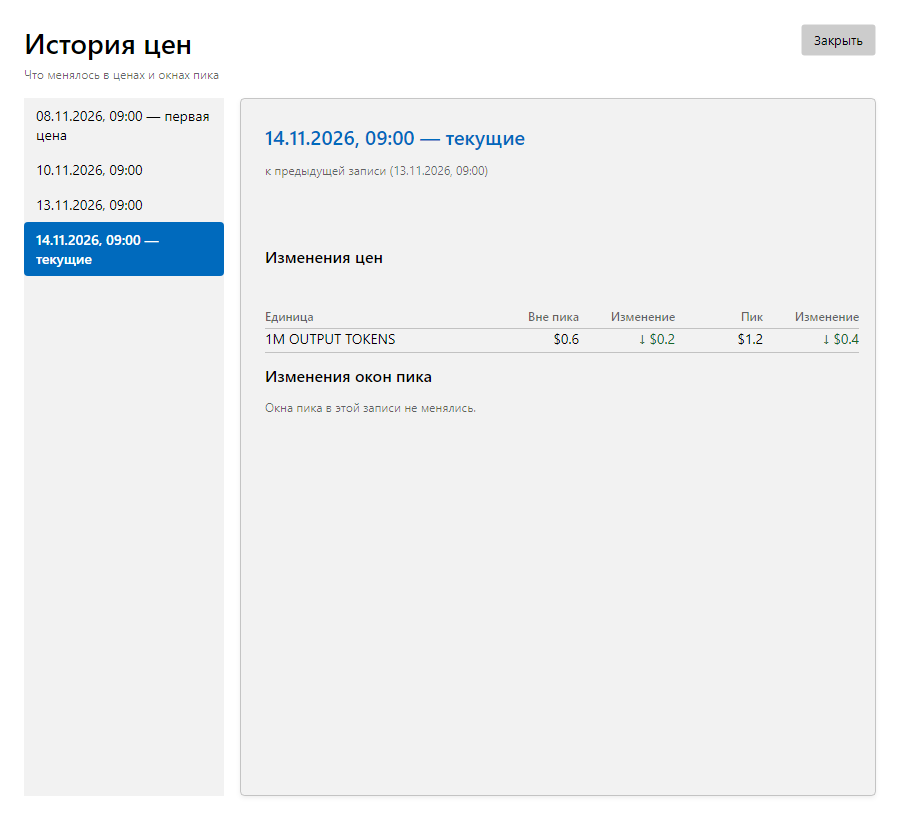 История цен
Закрыть
Что менялось в ценах и окнах пика
08.11.2026, 09:00 — первая
цена
10.11.2026, 09:00
13.11.2026, 09:00
14.11.2026, 09:00 —
текущие
14.11.2026, 09:00 — текущие
к предыдущей записи (13.11.2026, 09:00)
Изменения цен
Единица Вне пика Изменение Пик Изменение
1M OUTPUT TOKENS $0.6 ↓ $0.2 $1.2 ↓ $0.4
Изменения окон пика
Окна пика в этой записи не менялись.